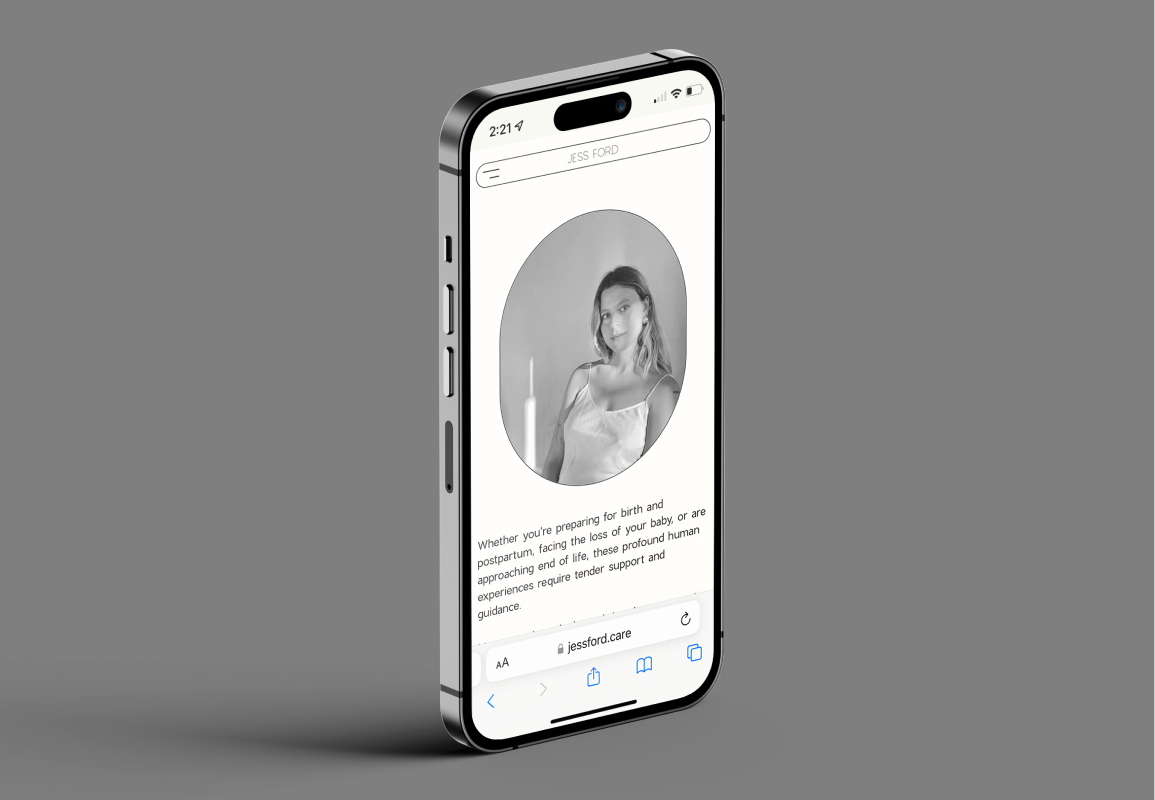 2:21
JESS FORD
Whether you're preparing for birth and
postpartum, facing the loss of your baby, or are
approaching end of life, these profound human
experiences require tender support and
guidance.
AA
jessford.care